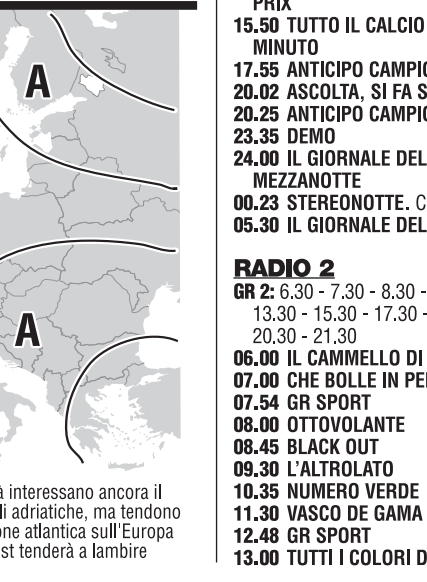 A
A
à interessano ancora il
li adriatiche, ma tendono
one atlantica sull'Europa
st tenderà a lambire
PRIX
15.50 TUTTO IL CALCIO
MINUTO
17.55 ANTICIPO
20.02 ASCOLTA, SI FA
20.25 ANTICIPO
23.35 DEMO
24.00 IL GIORNALE
MEZZANOTTE
00.23 STEREONOTTE.
05.30 IL GIORNALE
RADIO 2
GR 2: 6.30 - 7.30 - 8.30 -
13.30 - 15.30 - 17.30 -
20.30 - 21.30
06.00 IL CAMMELLO DI
07.00 CHE BOLLE IN
07.54 GR SPORT
08.00 OTTOVOLANTE
08.45 BLACK OUT
09.30 L'ALTROLATO
10.35 NUMERO VERDE
11.30 VASCO DE GAMA
12.48 GR SPORT
13.00 TUTTI I COLORI